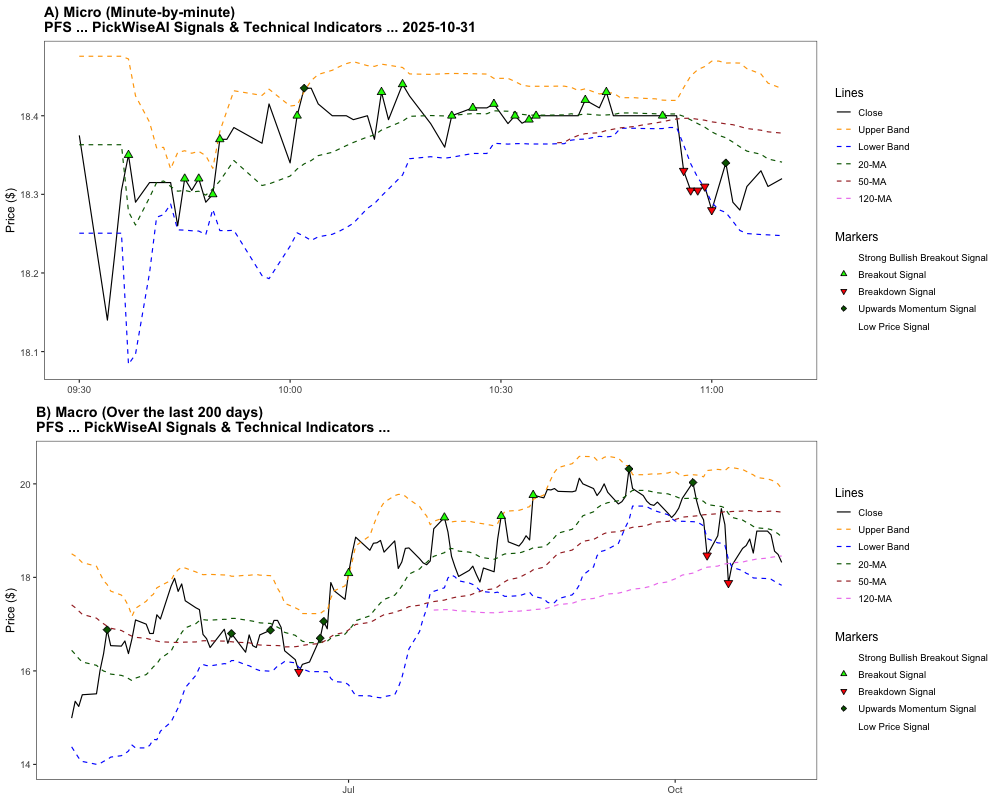 A) Micro (Minute-by-minute)
PFS ... PickWiseAI Signals & Technical Indicators ... 2025-10-31
Price ($)
18.4
18.3
18.2
18.1
09:30
10:00
10:30
11:00
Lines
Close
Upper Band
Lower Band
20-MA
50-MA
120-MA
Markers
Strong Bullish Breakout Signal
Breakout Signal
Breakdown Signal
Upwards Momentum Signal
Low Price Signal
B) Macro (Over the last 200 days)
PFS ... PickWiseAI Signals & Technical Indicators ...
Price ($)
20
18
16
14
Jul
Oct
Lines
Close
Upper Band
Lower Band
20-MA
50-MA
120-MA
Markers
Strong Bullish Breakout Signal
Breakout Signal
Breakdown Signal
Upwards Momentum Signal
Low Price Signal